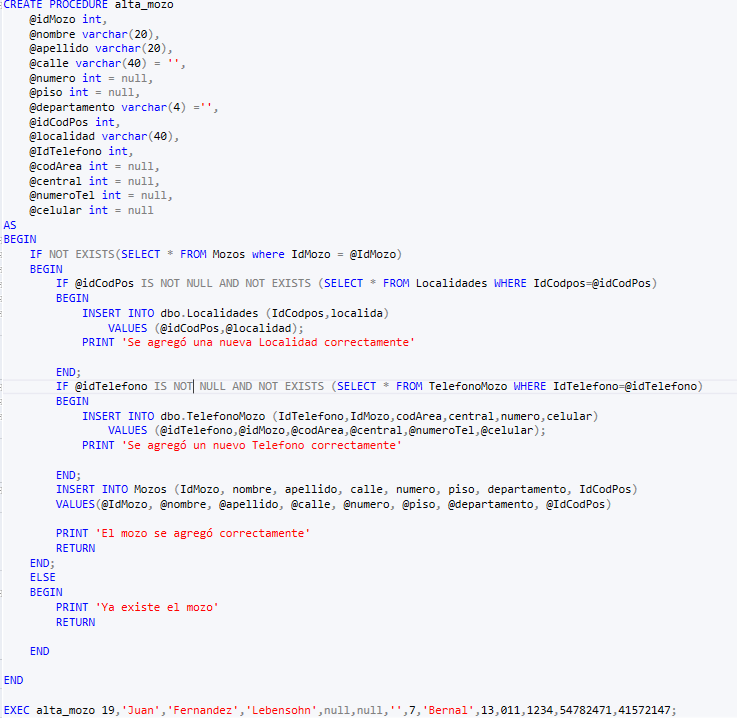 CREATE PROCEDURE alta_mozo
@idMozo int,
@nombre varchar(20),
@apellido varchar(20),
@calle varchar(40) = '',
@numero int = null,
@piso int = null,
@departamento varchar(4) ='',
@idCodPos int,
@localidad varchar(40),
@IdTelefono int,
@codArea int = null,
@central int = null,
@numeroTel int = null,
@celular int = null
AS
BEGIN
IF NOT EXISTS(SELECT * FROM Mozos where IdMozo = @IdMozo)
BEGIN
IF @idCodPos IS NOT NULL AND NOT EXISTS (SELECT * FROM Localidades WHERE IdCodpos=@idCodPos)
BEGIN
INSERT INTO dbo.Localidades (IdCodpos,localida)
VALUES (@idCodPos,@localidad);
PRINT 'Se agregó una nueva Localidad correctamente'
END;
IF @idTelefono IS NOT NULL AND NOT EXISTS (SELECT * FROM TelefonoMozo WHERE IdTelefono=@idTelefono)
BEGIN
INSERT INTO dbo.TelefonoMozo (IdTelefono,IdMozo,codArea,central,numero,celular)
VALUES (@idTelefono,@idMozo,@codArea,@central,@numeroTel,@celular);
PRINT 'Se agregó un nuevo Telefono correctamente'
END;
INSERT INTO Mozos (IdMozo, nombre, apellido, calle, numero, piso, departamento, IdCodPos)
VALUES(@IdMozo, @nombre, @apellido, @calle, @numero, @piso, @departamento, @IdCodPos)
PRINT 'El mozo se agregó correctamente'
RETURN
END;
ELSE
BEGIN
PRINT 'Ya existe el mozo'
RETURN
END
END
EXEC alta_mozo 19,'Juan','Fernandez','Lebensohn',null,null,'',7,'Bernal',13,011,1234,54782471,41572147;